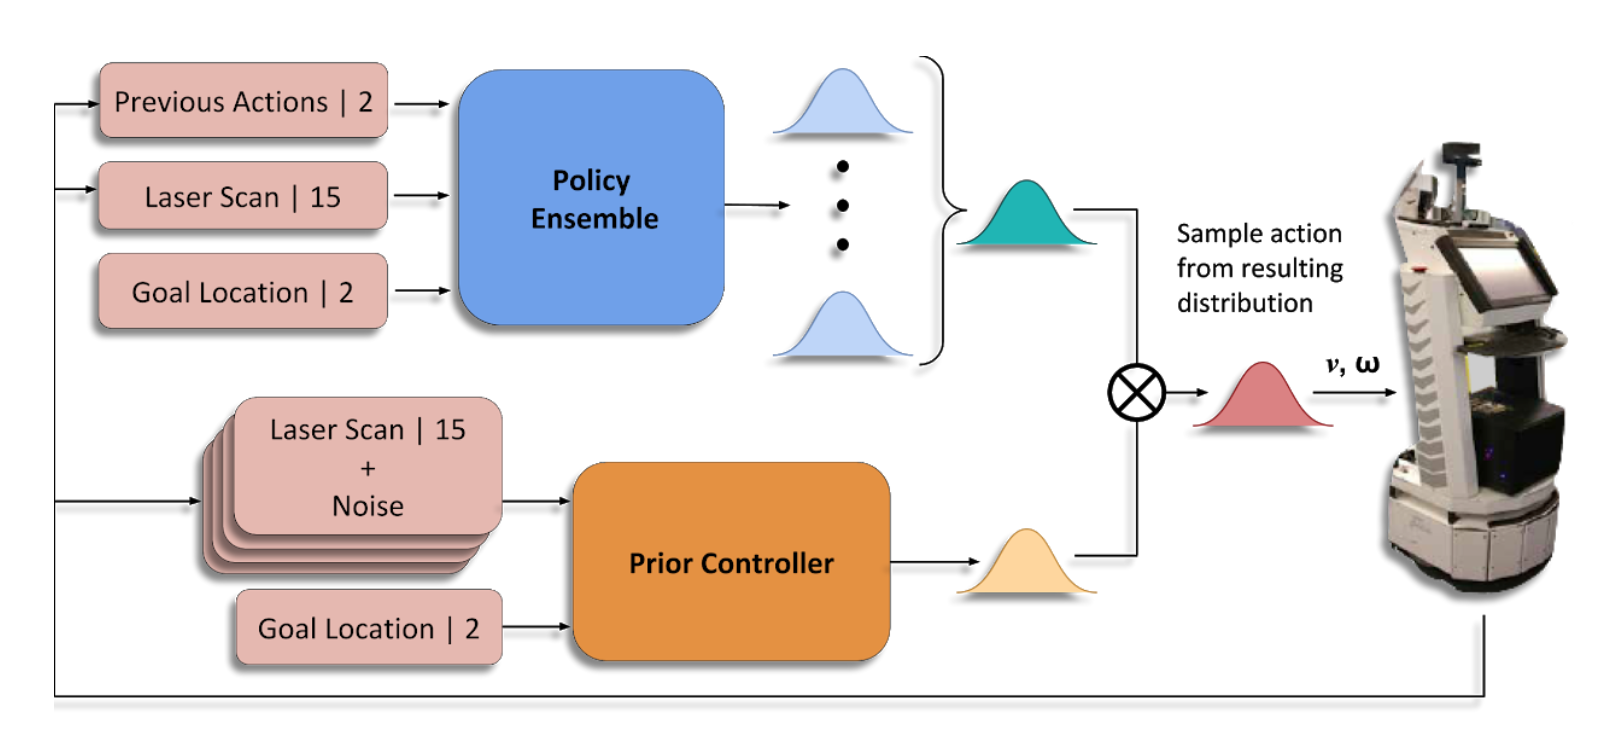 Previous Actions | 2
Laser Scan | 15
Goal Location | 2
Policy
Ensemble
Sample action
from resulting
distribution
v, ω
Laser Scan | 15
+
Noise
Goal Location | 2
Prior Controller